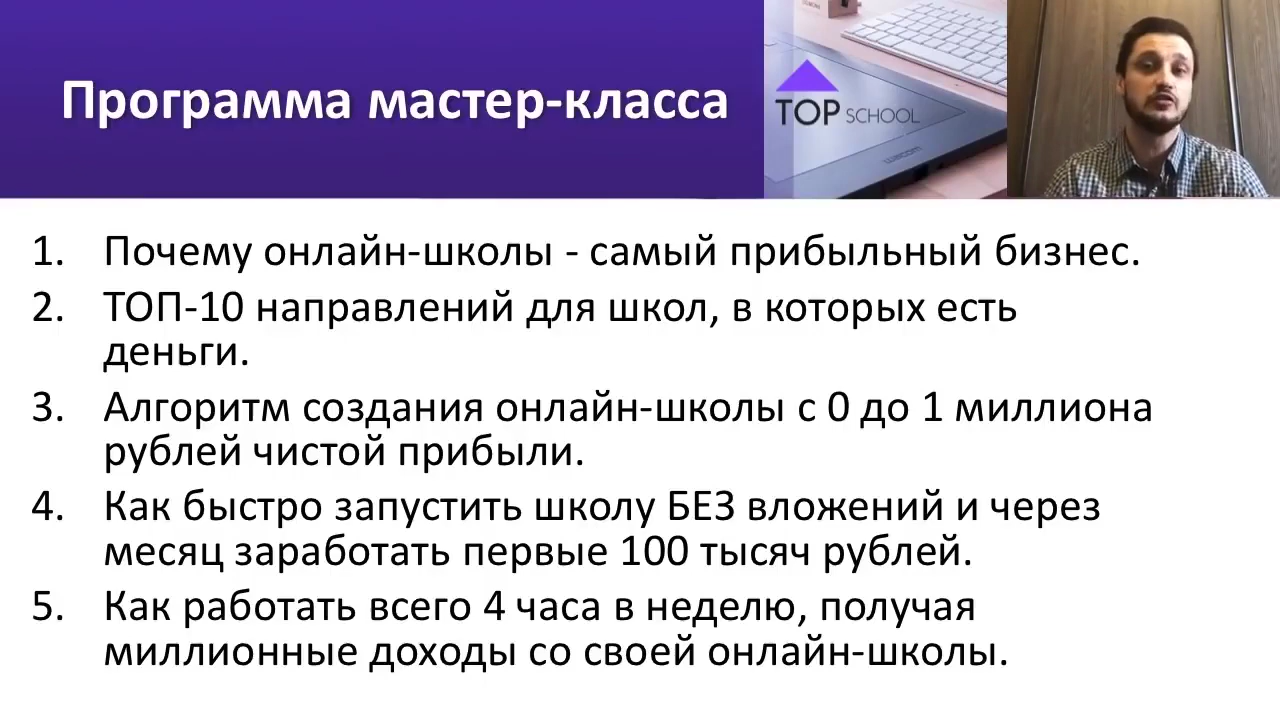 Программа мастер-класса
TOP SCHOOL
wacom
1. Почему онлайн-школы - самый прибыльный бизнес.
2. ТОП-10 направлений для школ, в которых есть
деньги.
3. Алгоритм создания онлайн-школы с 0 до 1 миллиона
рублей чистой прибыли.
4. Как быстро запустить школу БЕЗ вложений и через
месяц заработать первые 100 тысяч рублей.
5. Как работать всего 4 часа в неделю, получая
миллионные доходы со своей онлайн-школы.